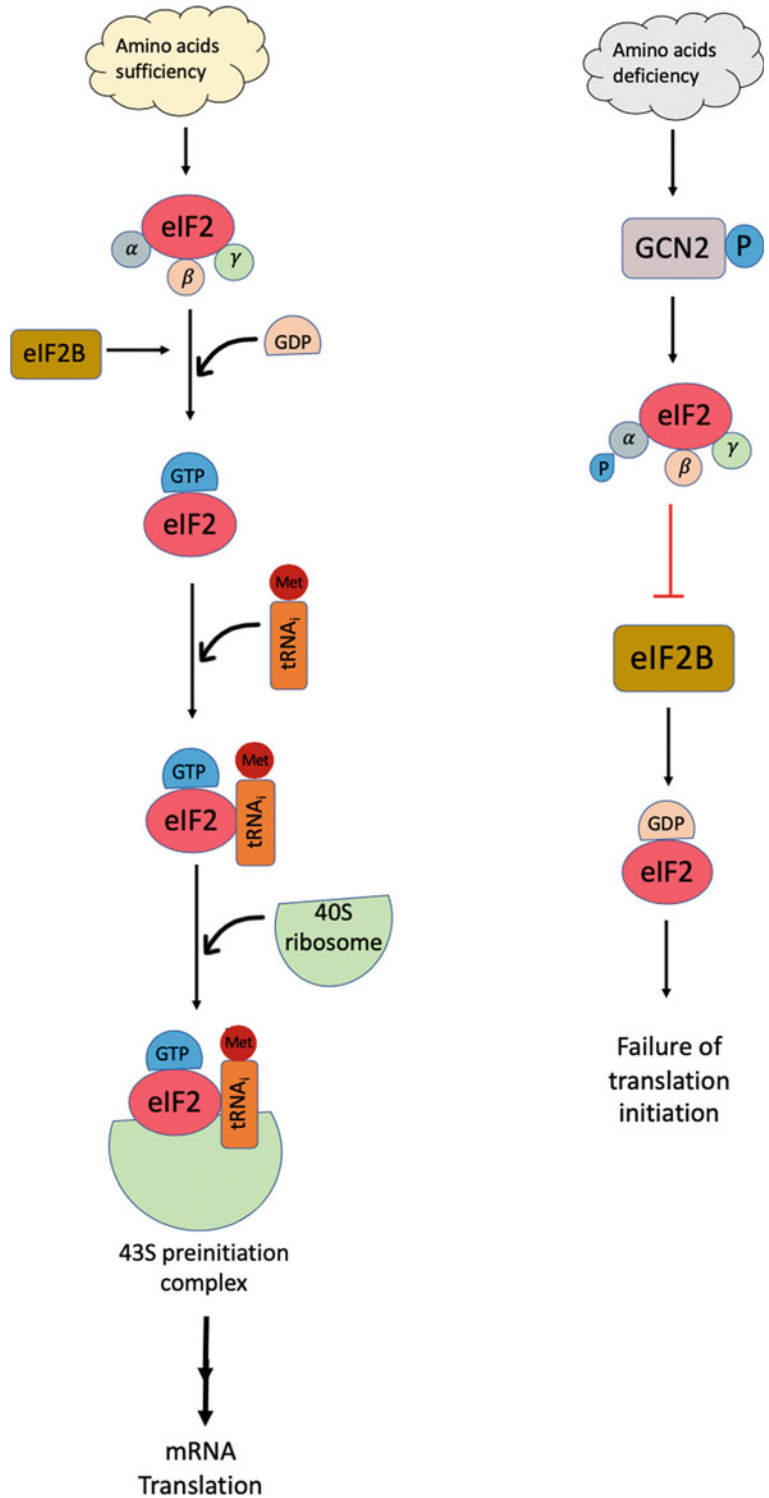 Amino acids
sufficiency
eIF2
α
β
γ
eIF2B
GDP
GTP
eIF2
Met
tRNAi
GTP
Met
eIF2
tRNAi
40S
ribosome
GTP
Met
eIF2
tRNAi
43S preinitiation
complex
mRNA
Translation
Amino acids
deficiency
GCN2
P
eIF2
α
P
β
γ
eIF2B
GDP
eIF2
Failure of
translation
initiation